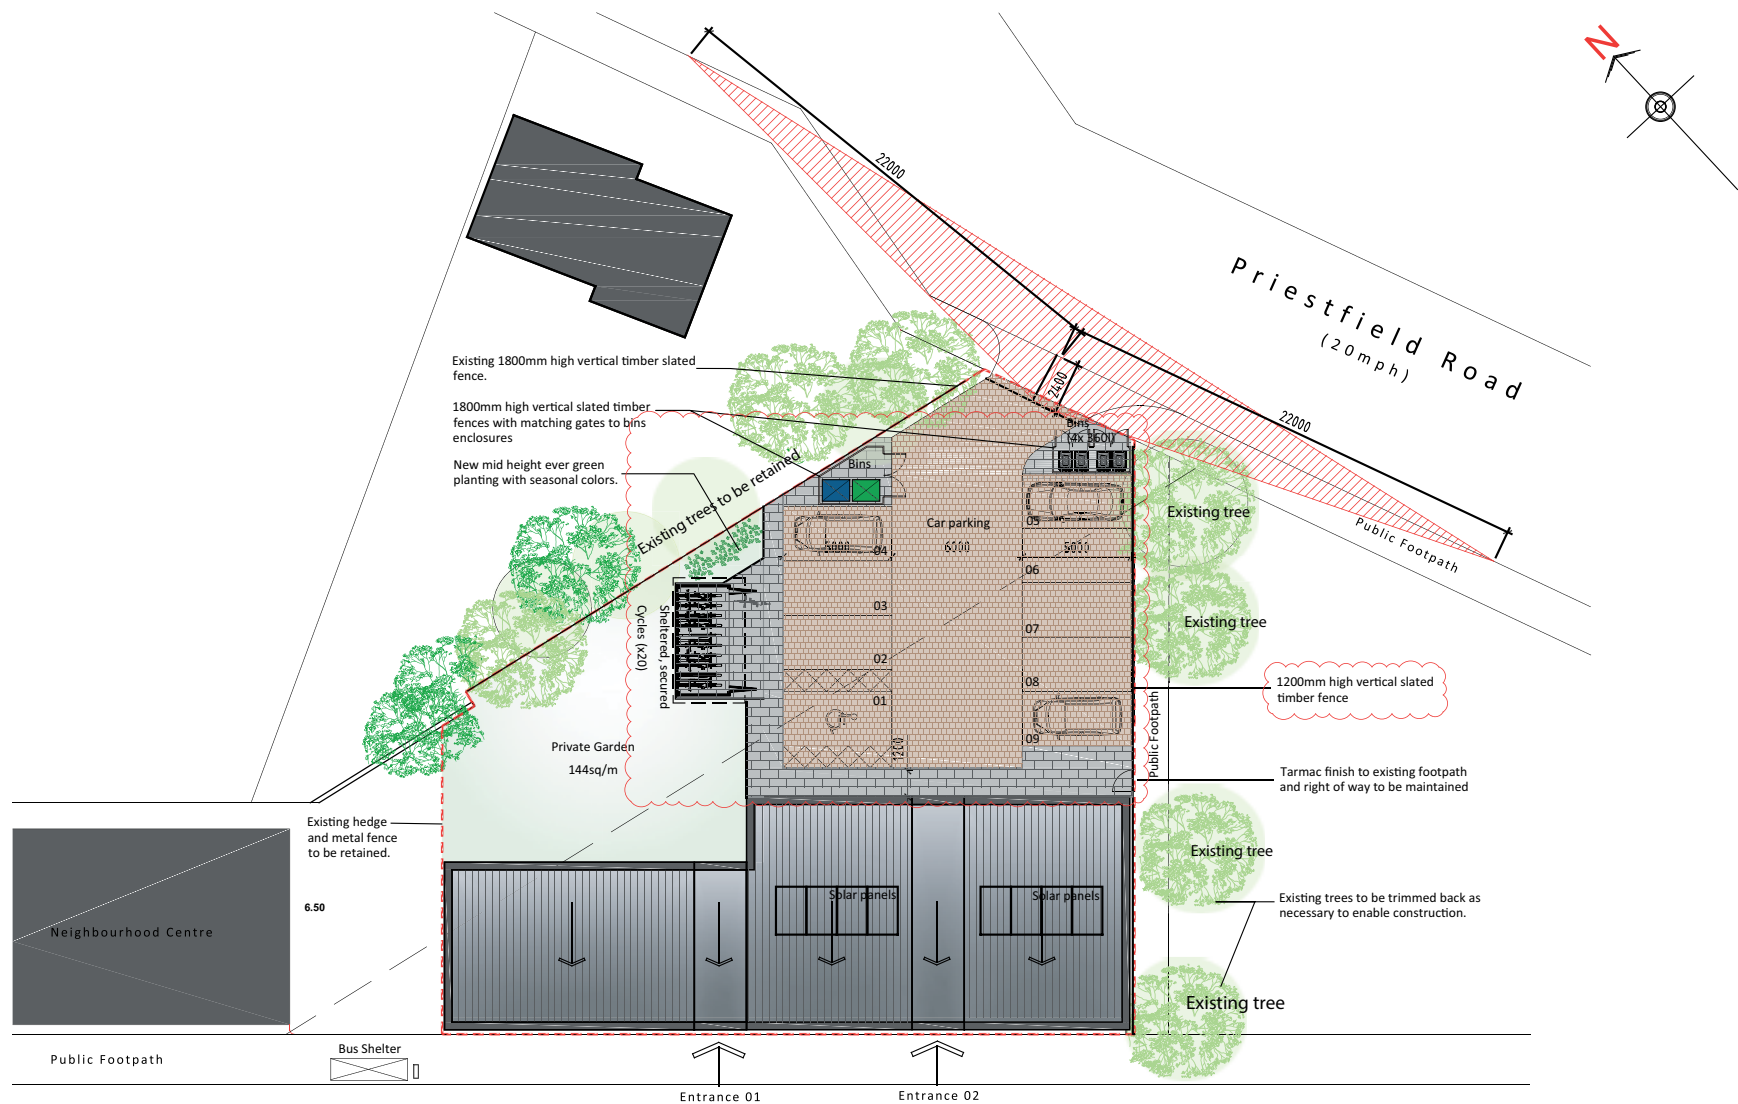 N
22000
Priestfield Road
(20mph)
Existing 1800mm high vertical timber slated
fence.
2400
1800mm high vertical slated timber
fences with matching gates to bins
enclosures
22000
Bins
(4x 360l)
New mid height ever green
planting with seasonal colors.
Existing trees to be retained
Bins
Car parking
Existing tree
Public Footpath
05
04
5000
6000
5000
06
03
07
Existing tree
Sheltered, secured
Cycles (x20)
02
08
01
1200mm high vertical slated
timber fence
Public Footpath
09
1200
Private Garden
144sq/m
Tarmac finish to existing footpath
and right of way to be maintained
Existing hedge
and metal fence
to be retained.
Existing tree
Solar panels
Solar panels
6.50
Existing trees to be trimmed back as
necessary to enable construction.
Neighbourhood Centre
Existing tree
Public Footpath
Bus Shelter
Entrance 01
Entrance 02